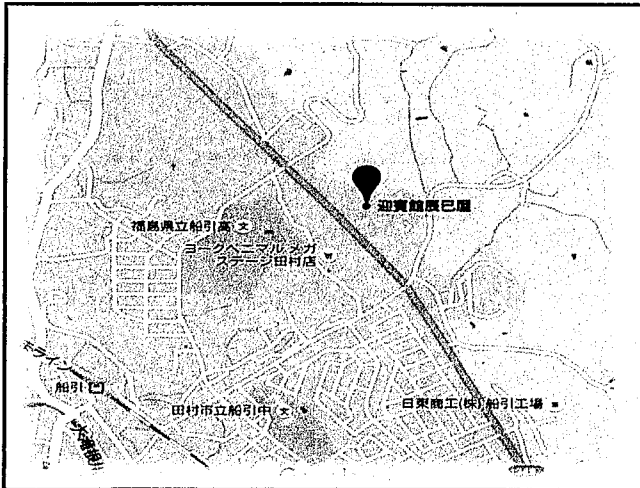 迎賓館辰巳屋
福島県立船引高
ヨークベニマル メガ
ステージ田村店
船引
田村市立船引中
日東商工(株)船引工場